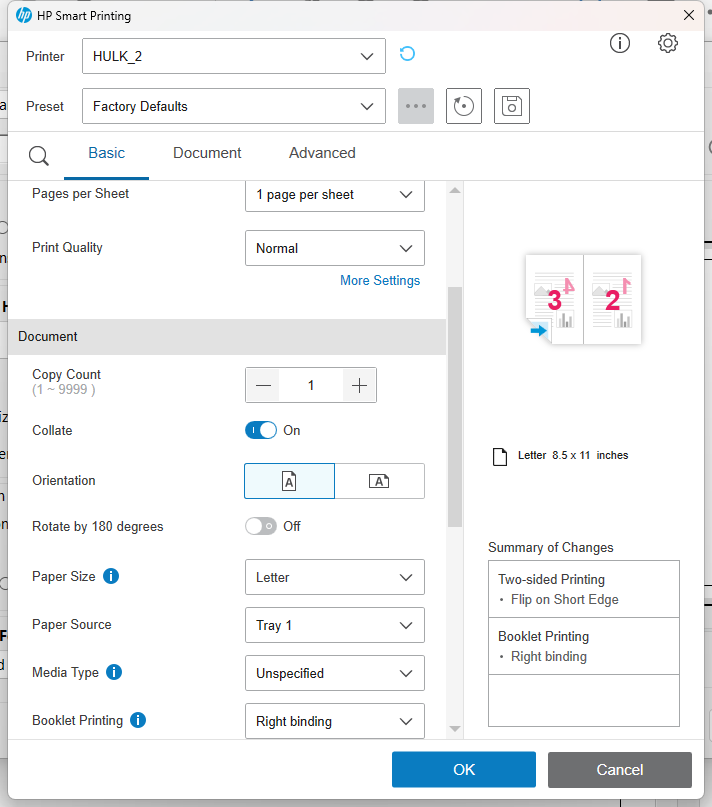 hp HP Smart Printing
Printer HULK_2
Preset Factory Defaults
Basic Document Advanced
Pages per Sheet 1 page per sheet
Print Quality Normal
More Settings
Document
Copy Count 1
(1 ~ 9999 )
Collate On
Orientation A A
Rotate by 180 degrees Off
Paper Size i Letter
Paper Source Tray 1
Media Type i Unspecified
Booklet Printing i Right binding
3 4 2 1
Letter 8.5 x 11 inches
Summary of Changes
Two-sided Printing
• Flip on Short Edge
Booklet Printing
• Right binding
OK Cancel